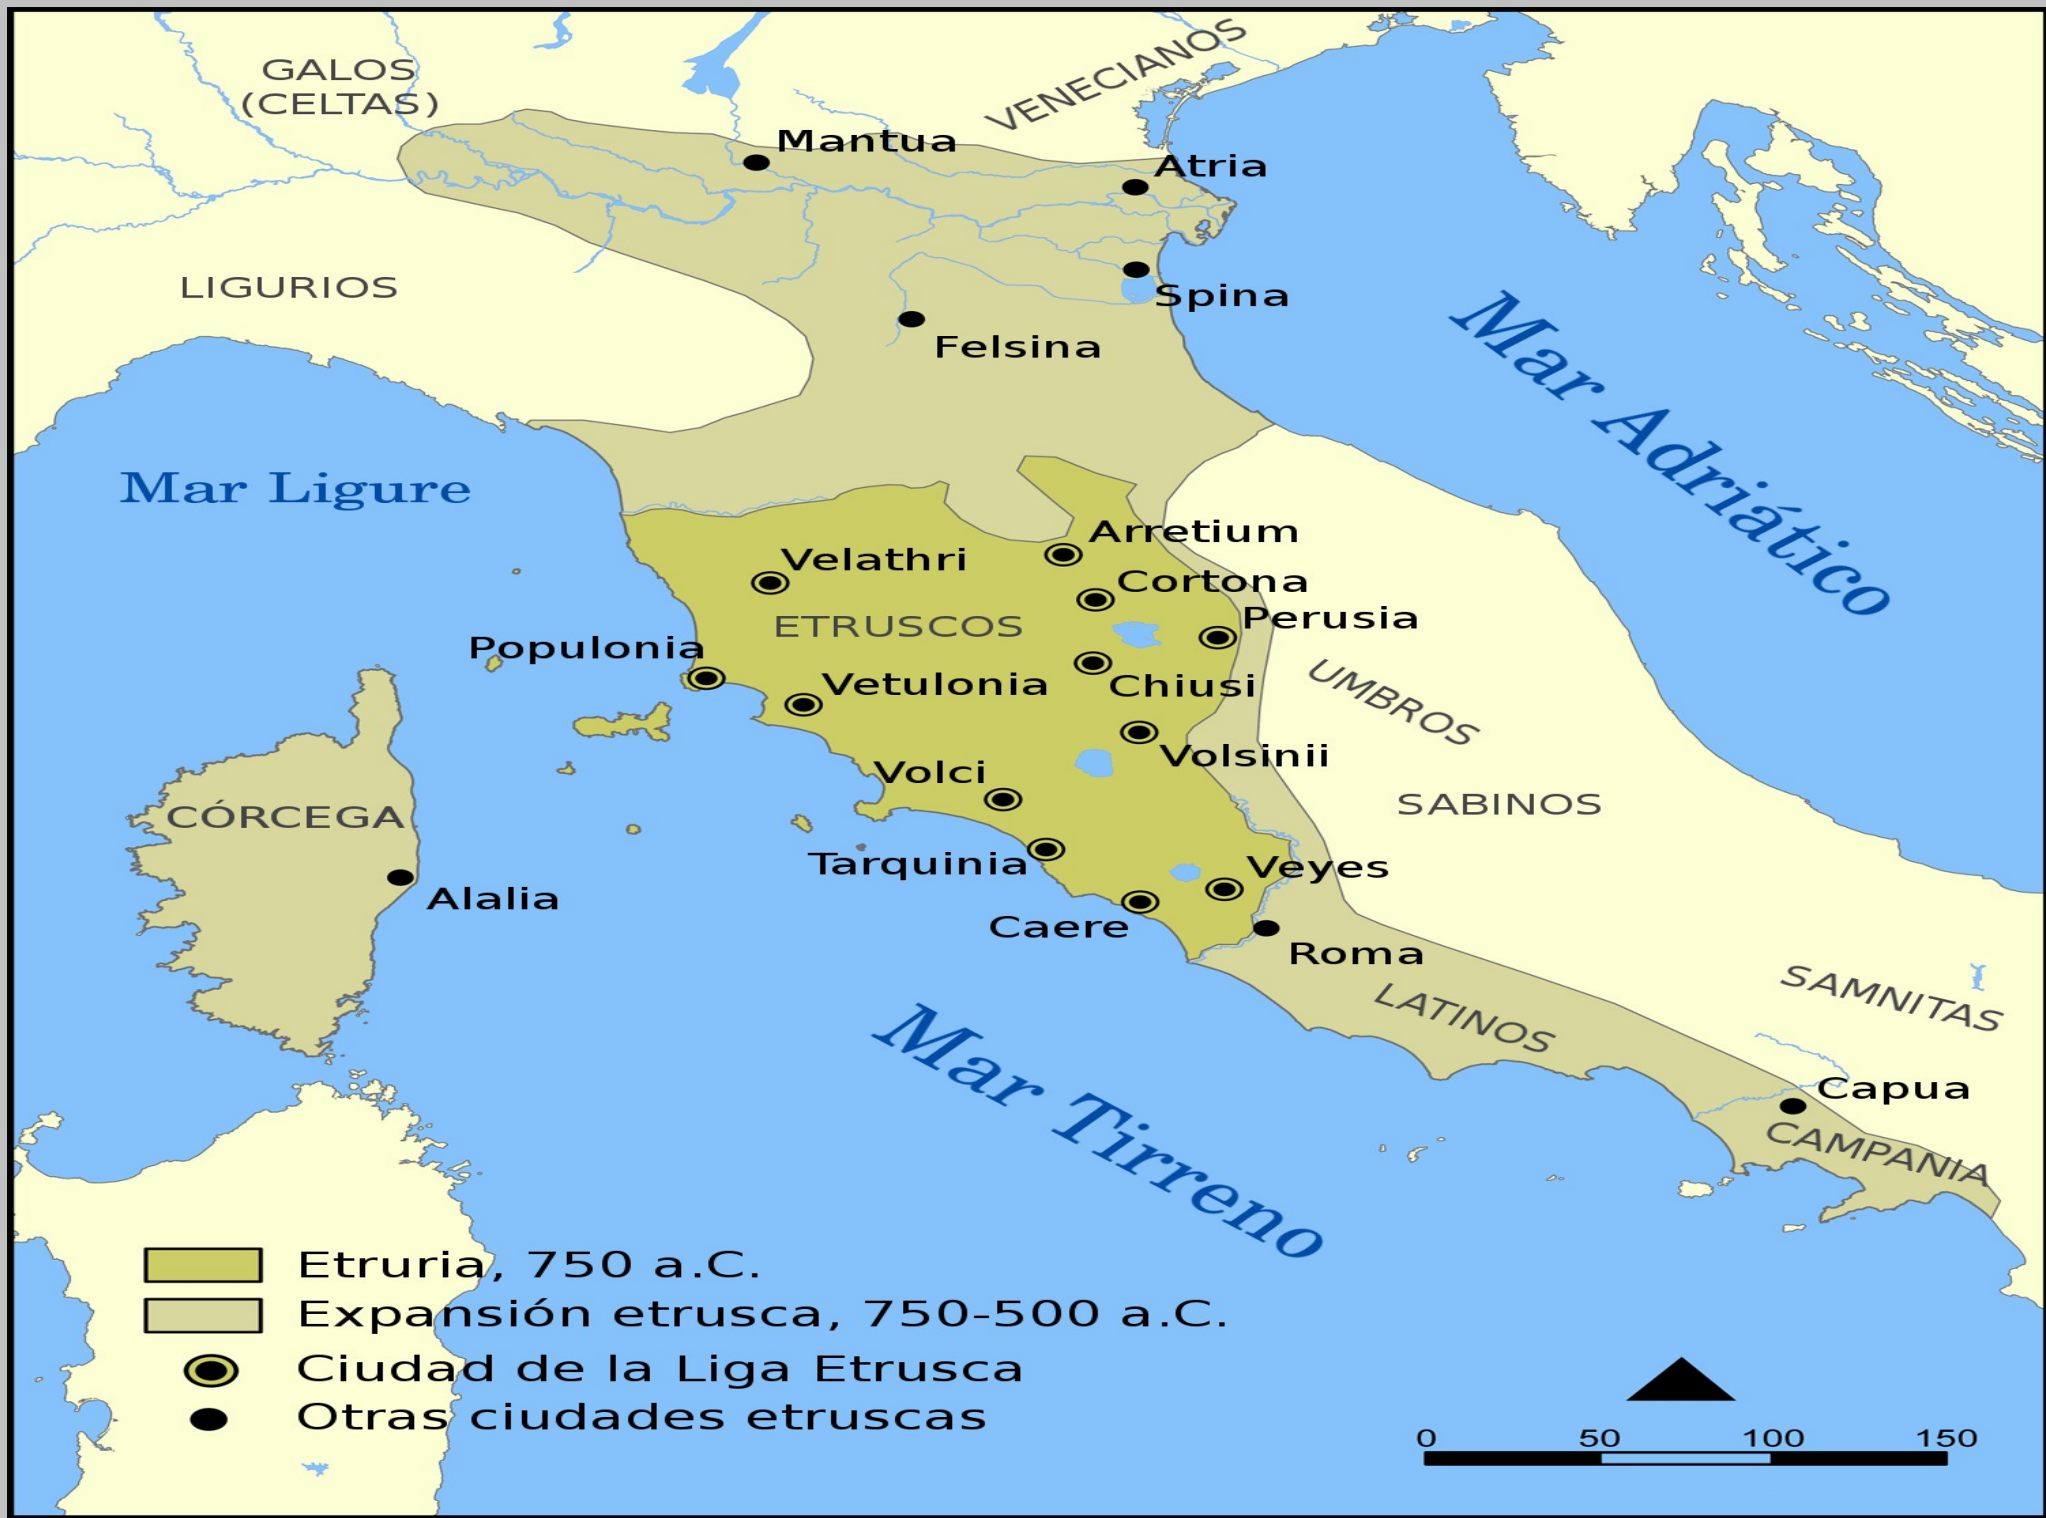 GALOS
(CELTAS)
VENECIANOS
Mantua
Atria
LIGURIOS
Spina
Felsina
Mar Adriático
Mar Ligure
Arretium
Velathri
Cortona
ETRUSCOS
Perusia
Populonia
Vetulonia
Chiusi
UMBROS
Volsinii
Volci
SABINOS
CÓRCEGA
Tarquinia
Veyes
Alalia
Caere
Roma
SAMNITAS
LATINOS
Mar Tirreno
Capua
CAMPANIA
Etruria, 750 a.C.
Expansión etrusca, 750-500 a.C.
Ciudad de la Liga Etrusca
Otras ciudades etruscas
0 50 100 150